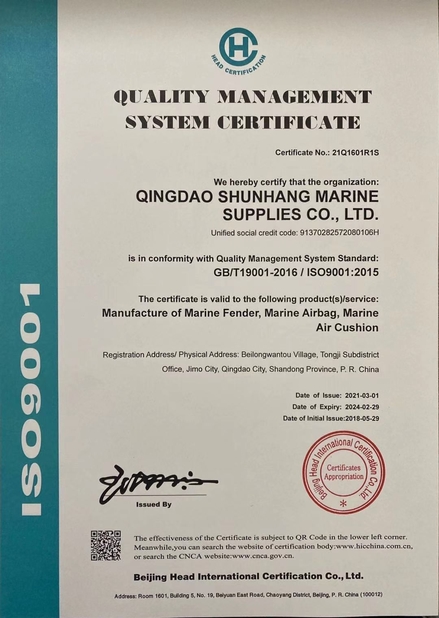 HC
HEAD CERTIFICATION
QUALITY MANAGEMENT
SYSTEM CERTIFICATE
Certificate No.: 21Q1601R1S
We hereby certify that the organization:
QINGDAO SHUNHANG MARINE
SUPPLIES CO., LTD.
Unified social credit code: 91370282572080106H
is in conformity with Quality Management System Standard:
GB/T19001-2016 / ISO9001:2015
The certificate is valid to the following product(s)/service:
Manufacture of Marine Fender, Marine Airbag, Marine
Air Cushion
Registration Address/ Physical Address: Beilongwantou Village, Tongji Subdistrict
Office, Jimo City, Qingdao City, Shandong Province, P. R. China
Date of Issue: 2021-03-01
Date of Expiry: 2024-02-29
Date of Initial Issue:2018-05-29
ISO9001
Beijing Head International Certification Co.,Ltd.
Certificates
Appropriation
Issued By
The effectiveness of the Certificate is subject to QR Code in the lower left corner.
Meanwhile,you can search the website of certification body:www.hicchina.com.cn,
or search the CNCA website:www.cnca.gov.cn.
Beijing Head International Certification Co.,Ltd.
Address: Room 1601, Building 5, No. 19, Beiyuan East Road, Chaoyang District, Beijing, P. R. China (100012)